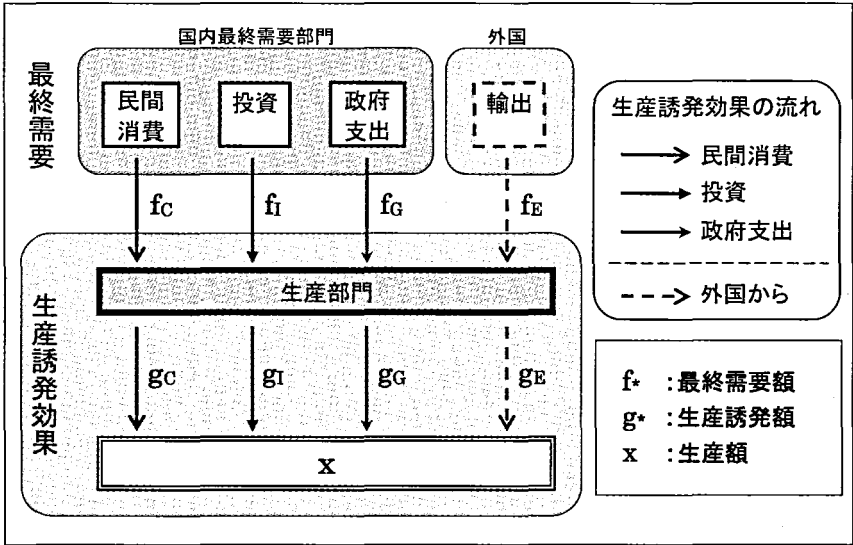 国内最終需要部門
外国
最終需要
民間
消費
投資
政府
支出
輸出
fC
fI
fG
fE
生産誘発効果
生産部門
gC
gI
gG
gE
x
生産誘発効果の流れ
民間消費
投資
政府支出
外国から
f* :最終需要額
g* :生産誘発額
x :生産額